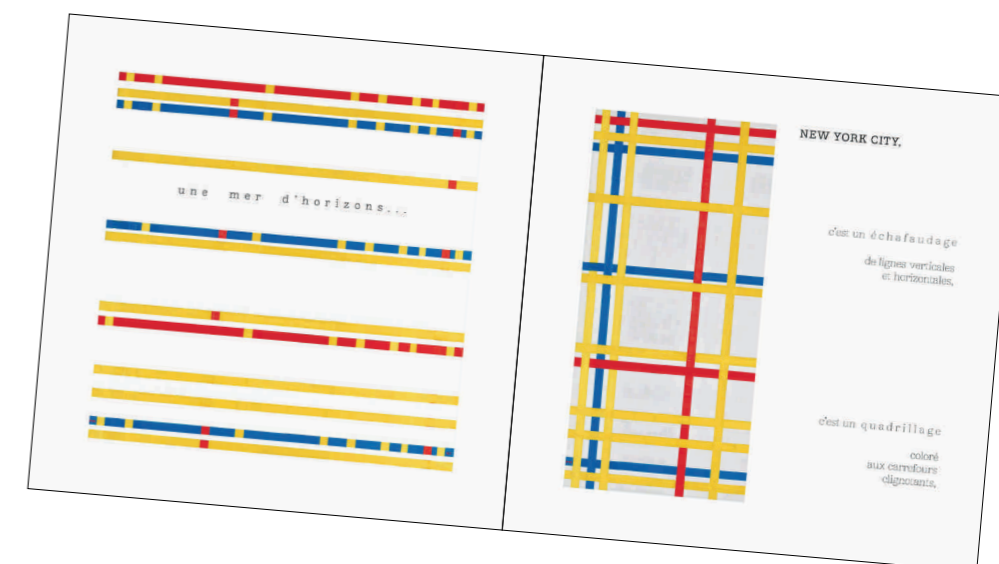 une mer d'horizons...
NEW YORK CITY,
c'est un échafaudage
de lignes verticales
et horizontales,
c'est un quadrillage
coloré
aux carrefours
clignotants,